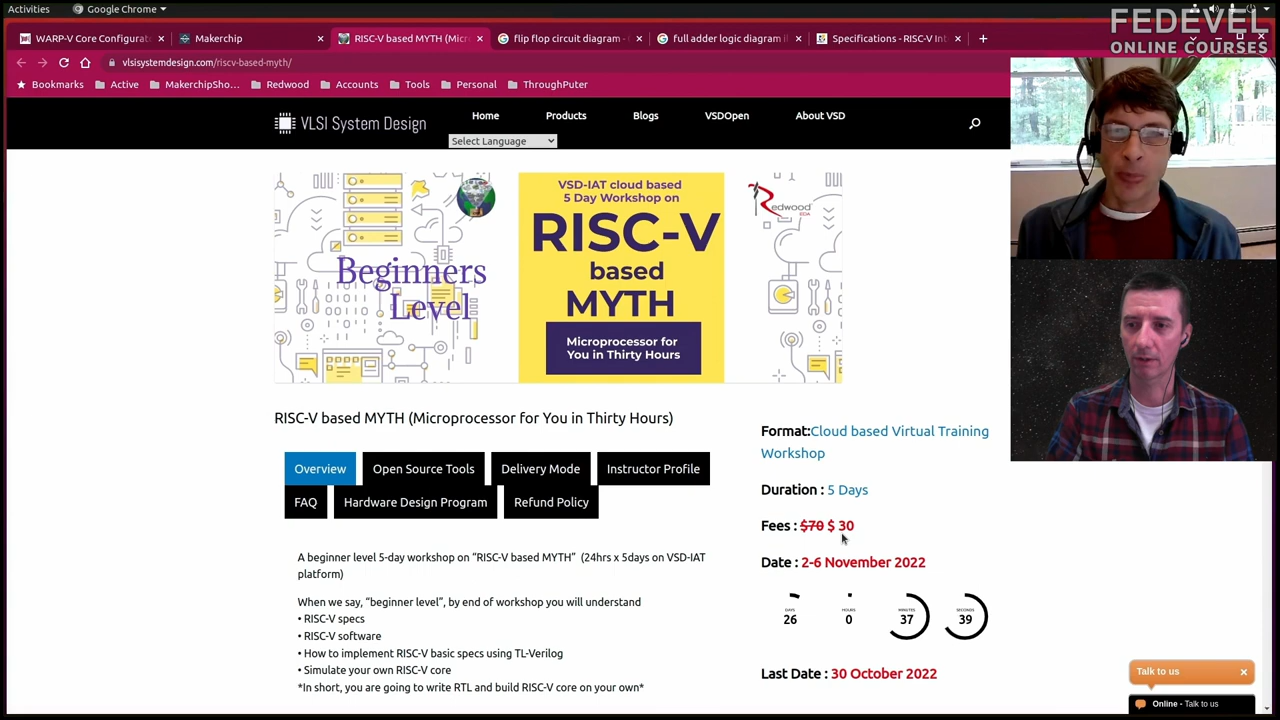 Activities
Google Chrome
FEDEVEL
ONLINE COURSES
WARP-V Core Configurat
Makerchip
RISC-V based MYTH (Micr
flip flop circuit diagram -
full adder logic diagram
Specifications - RISC-V Int
vlsisystemdesign.com/riscv-based-myth/
Bookmarks
Active
MakerchipSho...
Redwood
Accounts
Tools
Personal
ThroughPuter
VLSI System Design
Home
Products
Blogs
VSDOpen
About VSD
Select Language
Beginners
Level
VSD-IAT cloud based
5 Day Workshop on
RISC-V
based
MYTH
Microprocessor for
You in Thirty Hours
Redwood
EDA
RISC-V based MYTH (Microprocessor for You in Thirty Hours)
Overview
Open Source Tools
Delivery Mode
Instructor Profile
FAQ
Hardware Design Program
Refund Policy
A beginner level 5-day workshop on “RISC-V based MYTH” (24hrs x 5days on VSD-IAT
platform)
When we say, “beginner level”, by end of workshop you will understand
• RISC-V specs
• RISC-V software
• How to implement RISC-V basic specs using TL-Verilog
• Simulate your own RISC-V core
*In short, you are going to write RTL and build RISC-V core on your own*
Format:Cloud based Virtual Training
Workshop
Duration : 5 Days
Fees : $70 $ 30
Date : 2-6 November 2022
DAYS
26
HOURS
0
MINUTES
37
SECONDS
39
Last Date : 30 October 2022
Talk to us
Online - Talk to us